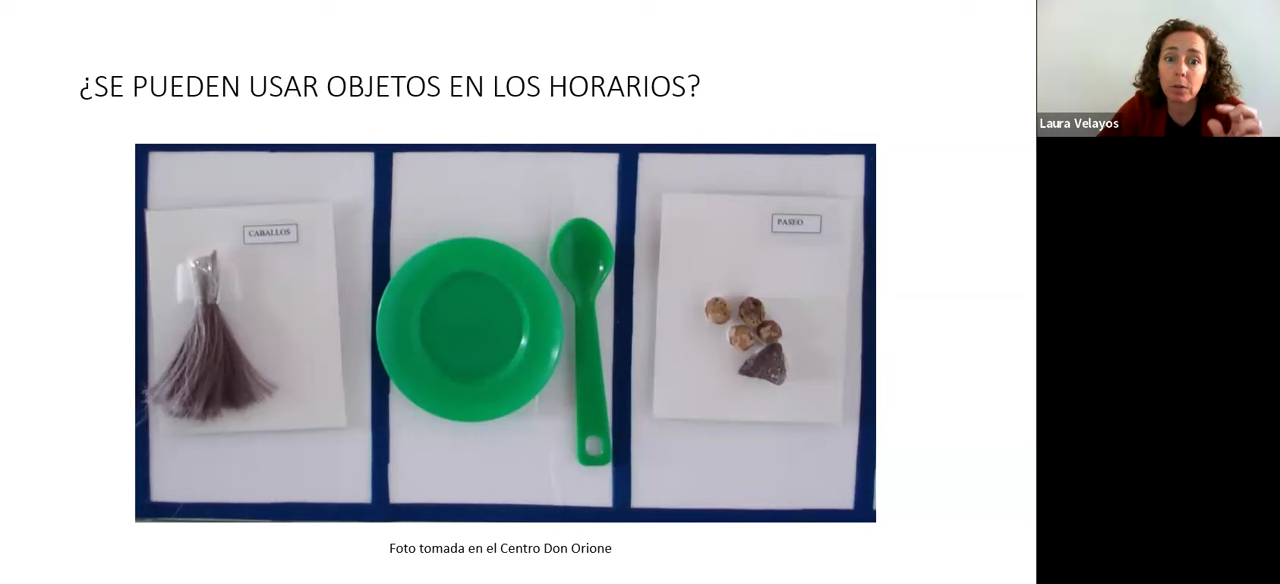 ¿SE PUEDEN USAR OBJETOS EN LOS HORARIOS?
CABALLOS
PASEO
Foto tomada en el Centro Don Orione
Laura Velayos